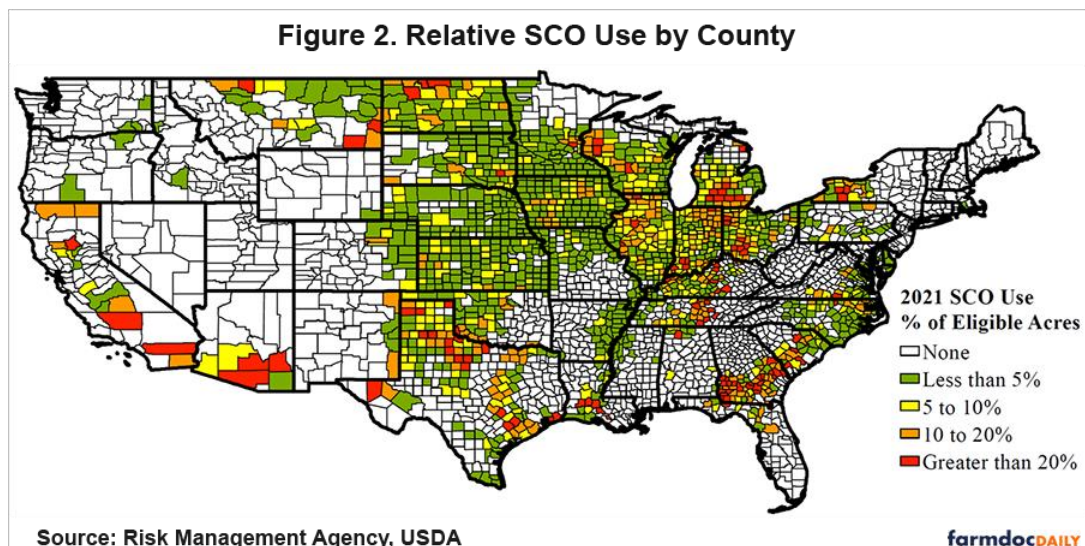 Figure 2. Relative SCO Use by County
2021 SCO Use
% of Eligible Acres
None
Less than 5%
5 to 10%
10 to 20%
Greater than 20%
Source: Risk Management Agency, USDA
farmdocDAILY